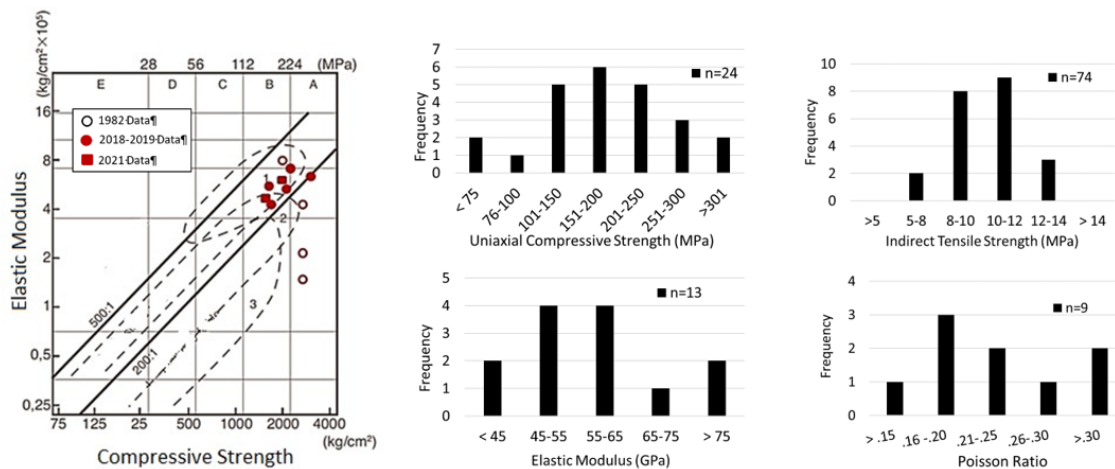 28 56 112 224 (MPa)
E D C B A
Elastic Modulus (kg/cm²×10⁵)
16
8
4
2
1
0,5
0,25
1982·Data¶
2018-2019·Data¶
2021·Data¶
1
2
3
500:1
200:1
75 125 500 1000 2000 4000
(kg/cm²)
Compressive Strength
Frequency
7
6
5
4
3
2
1
0
n=24
< 75 76-100 101-150 151-200 201-250 251-300 >301
Uniaxial Compressive Strength (MPa)
Frequency
10
8
6
4
2
0
n=74
>5 5-8 8-10 10-12 12-14 > 14
Indirect Tensile Strength (MPa)
Frequency
5
4
3
2
1
0
n=13
< 45 45-55 55-65 65-75 > 75
Elastic Modulus (GPa)
Frequency
4
3
2
1
0
n=9
> .15 .16 -.20 .21-.25 .26-.30 >.30
Poisson Ratio